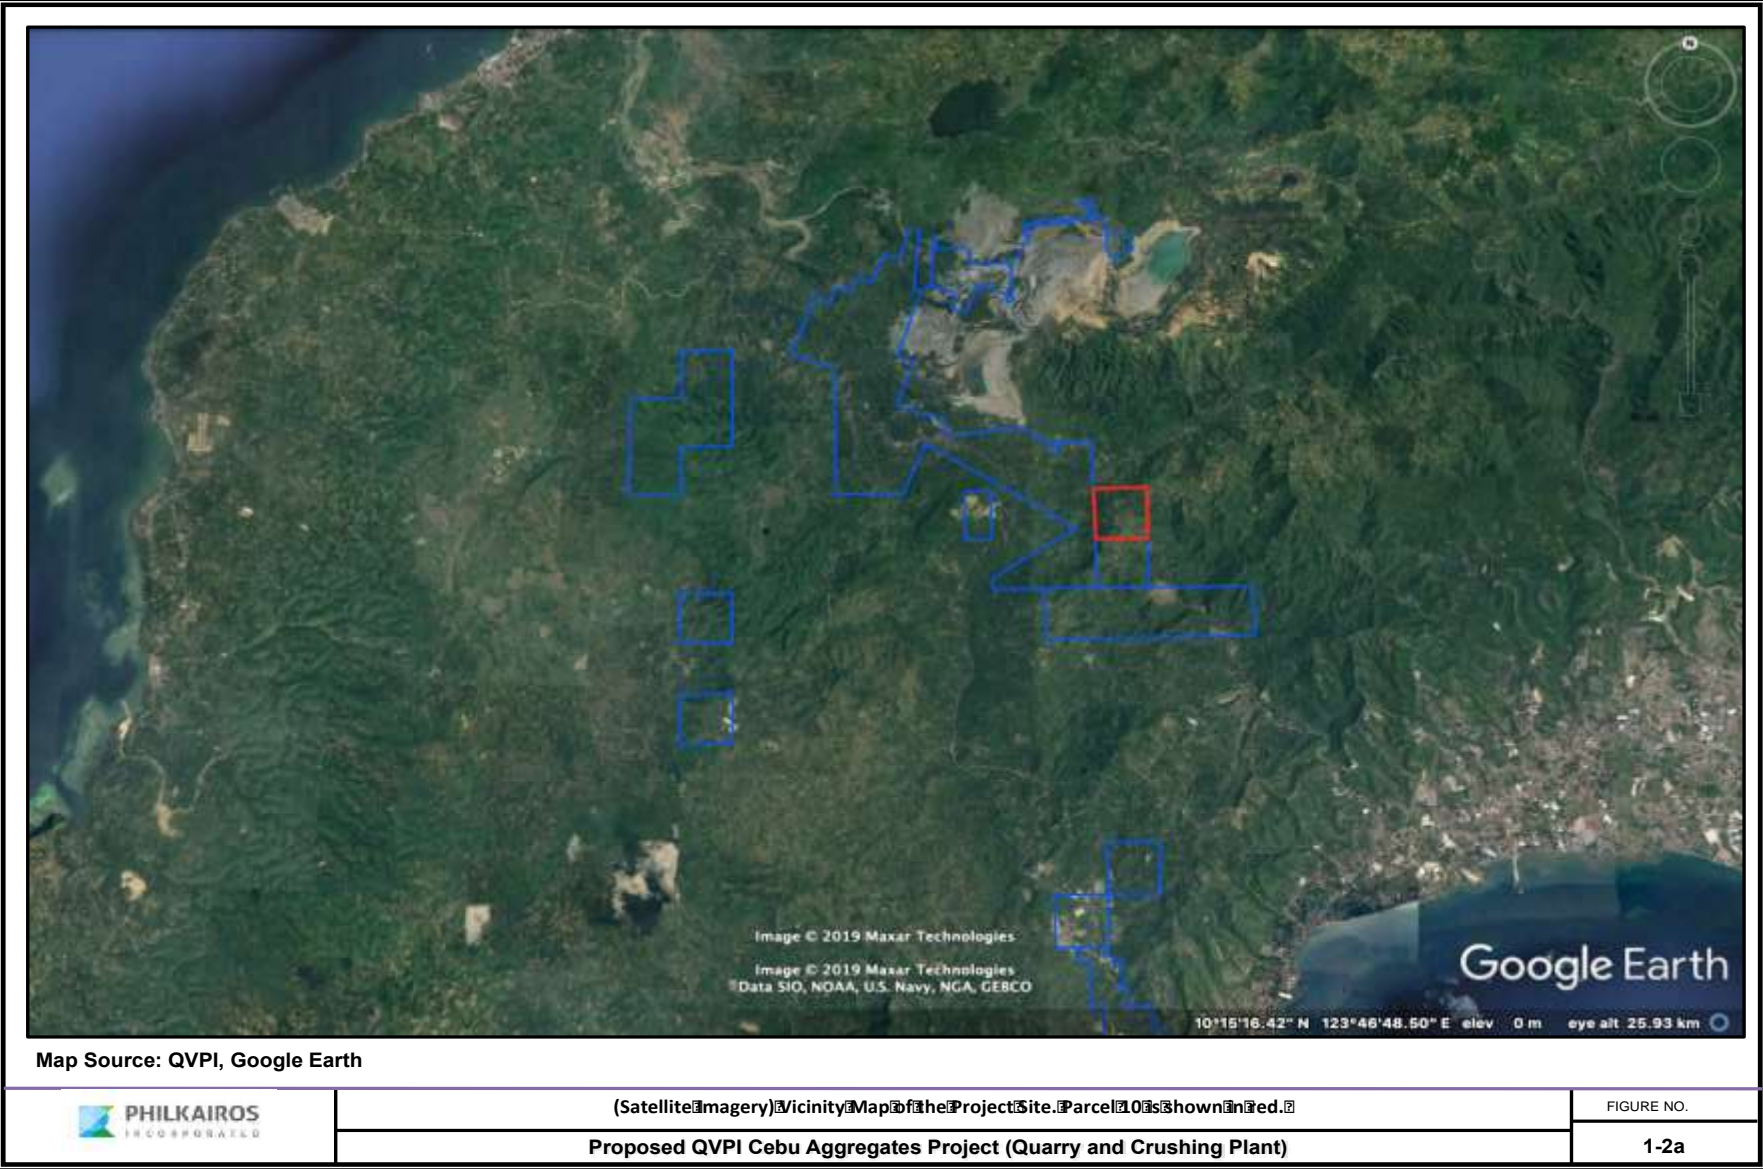 N
Image © 2019 Maxar Technologies
Image © 2019 Maxar Technologies
Data SIO, NOAA, U.S. Navy, NGA, GEBCO
Google Earth
10°15'16.42" N 123°46'48.50" E elev 0 m eye alt 25.93 km
Map Source: QVPI, Google Earth
PHILKAIROS
INCORPORATED
(Satellite Imagery) Vicinity Map of the Project Site. Parcel 10 is shown in red.
FIGURE NO.
Proposed QVPI Cebu Aggregates Project (Quarry and Crushing Plant)
1-2a